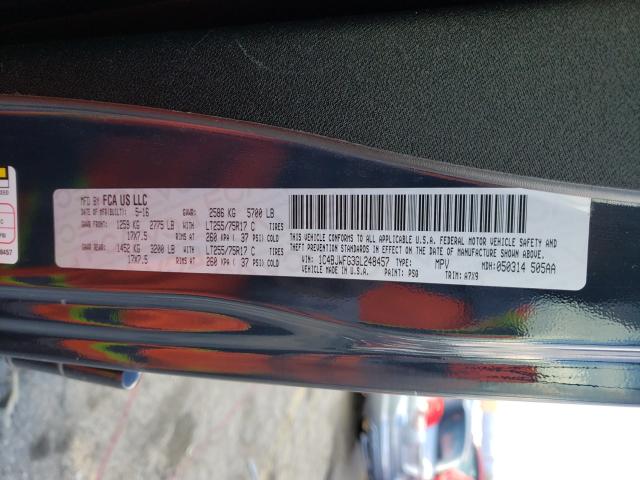 MFD BY FCA US LLC
DATE OF MFR(BUILT) 5-16 GVWR: 2586 KG 5700 LB
GAWR FRONT: 1259 KG 2775 LB WITH LT255/75R17 C TIRES
17X7.5 RIMS AT 260 KPA ( 37 PSI) COLD
GAWR REAR: 1452 KG 3200 LB WITH LT255/75R17 C TIRES
17X7.5 RIMS AT 260 KPA ( 37 PSI) COLD
THIS VEHICLE CONFORMS TO ALL APPLICABLE U.S.A. FEDERAL MOTOR VEHICLE SAFETY AND
THEFT PREVENTION STANDARDS IN EFFECT ON THE DATE OF MANUFACTURE SHOWN ABOVE.
VEHICLE MADE IN U.S.A.
VIN: 1C4BJWFG3GL248457 TYPE: MPV MDH:050314 505AA
PAINT: PS0 TRIM: A7X9
48457